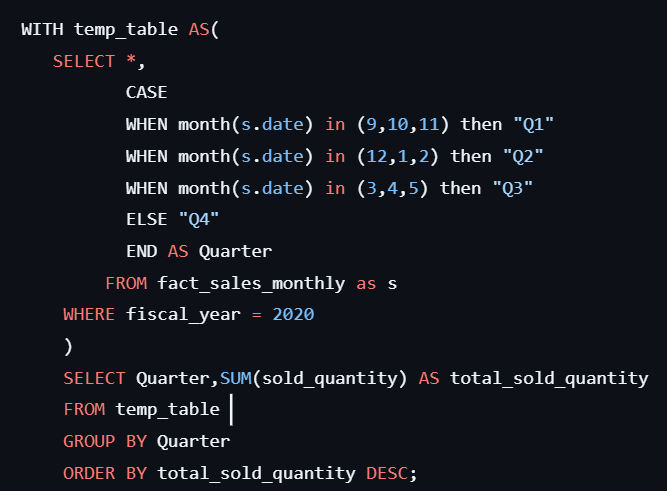 WITH temp_table AS(
SELECT *,
CASE
WHEN month(s.date) in (9,10,11) then "Q1"
WHEN month(s.date) in (12,1,2) then "Q2"
WHEN month(s.date) in (3,4,5) then "Q3"
ELSE "Q4"
END AS Quarter
FROM fact_sales_monthly as s
WHERE fiscal_year = 2020
)
SELECT Quarter,SUM(sold_quantity) AS total_sold_quantity
FROM temp_table
GROUP BY Quarter
ORDER BY total_sold_quantity DESC;